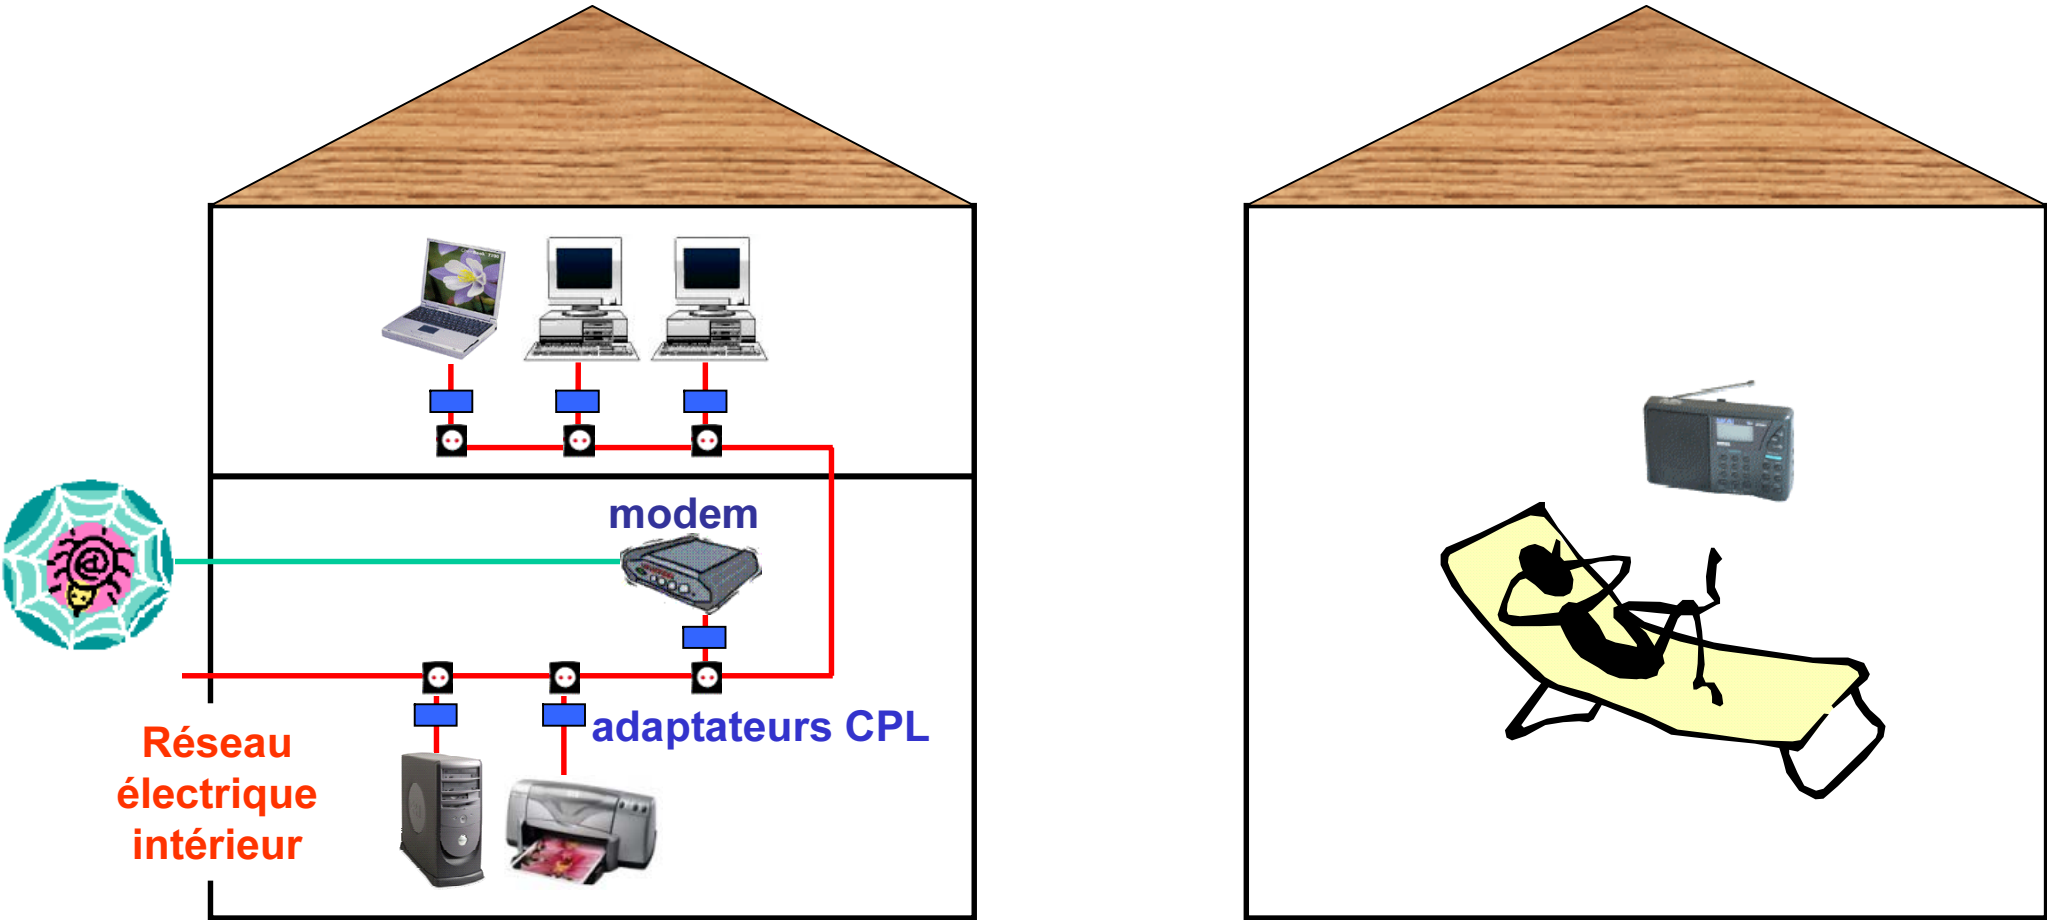 modem
adaptateurs CPL
Réseau
électrique
intérieur